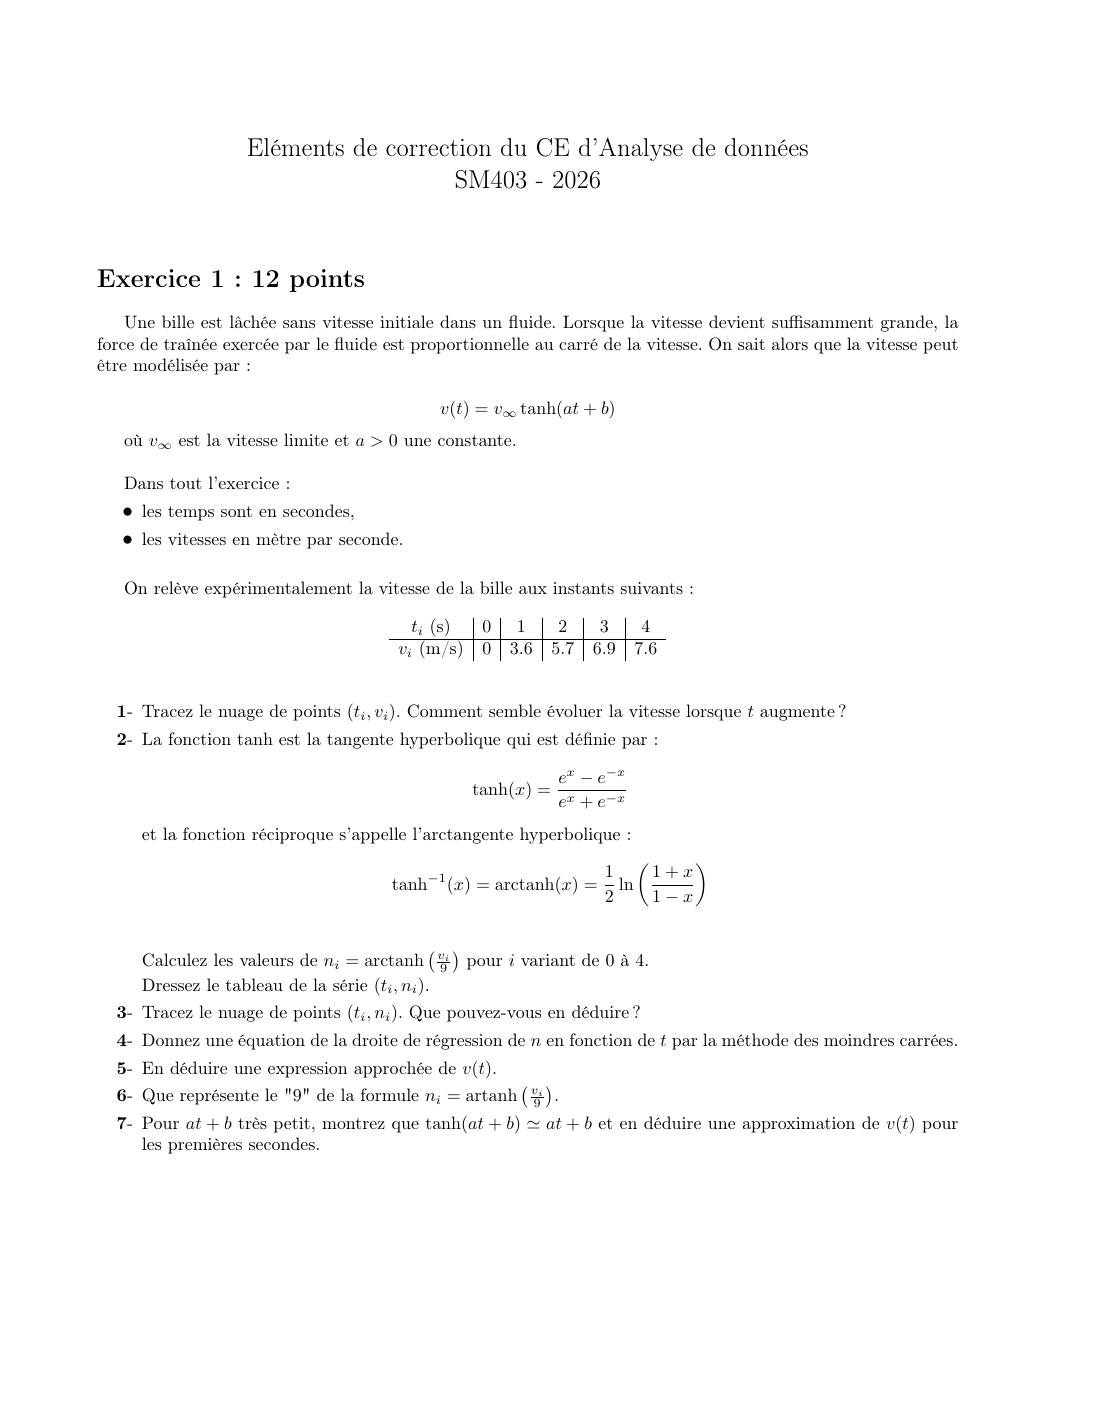 Eléments de correction du CE d'Analyse de données
SM403 - 2026
Exercice 1 : 12 points
Une bille est lâchée sans vitesse initiale dans un fluide. Lorsque la vitesse devient suffisamment grande, la
force de traînée exercée par le fluide est proportionnelle au carré de la vitesse. On sait alors que la vitesse peut
être modélisée par :
v(t) = v∞ tanh(at + b)
où v∞ est la vitesse limite et a > 0 une constante.
Dans tout l'exercice :
● les temps sont en secondes,
● les vitesses en mètre par seconde.
On relève expérimentalement la vitesse de la bille aux instants suivants :
tᵢ (s) | 0 | 1 | 2 | 3 | 4
vᵢ (m/s) | 0 | 3.6 | 5.7 | 6.9 | 7.6
1- Tracez le nuage de points (tᵢ, vᵢ). Comment semble évoluer la vitesse lorsque t augmente ?
2- La fonction tanh est la tangente hyperbolique qui est définie par :
tanh(x) = (eˣ − e⁻ˣ)/(eˣ + e⁻ˣ)
et la fonction réciproque s'appelle l'arctangente hyperbolique :
tanh⁻¹(x) = arctanh(x) = 1/2 ln((1 + x)/(1 − x))
Calculez les valeurs de nᵢ = arctanh(vᵢ/9) pour i variant de 0 à 4.
Dressez le tableau de la série (tᵢ, nᵢ).
3- Tracez le nuage de points (tᵢ, nᵢ). Que pouvez-vous en déduire ?
4- Donnez une équation de la droite de régression de n en fonction de t par la méthode des moindres carrées.
5- En déduire une expression approchée de v(t).
6- Que représente le "9" de la formule nᵢ = artanh(vᵢ/9).
7- Pour at + b très petit, montrez que tanh(at + b) ≃ at + b et en déduire une approximation de v(t) pour
les premières secondes.